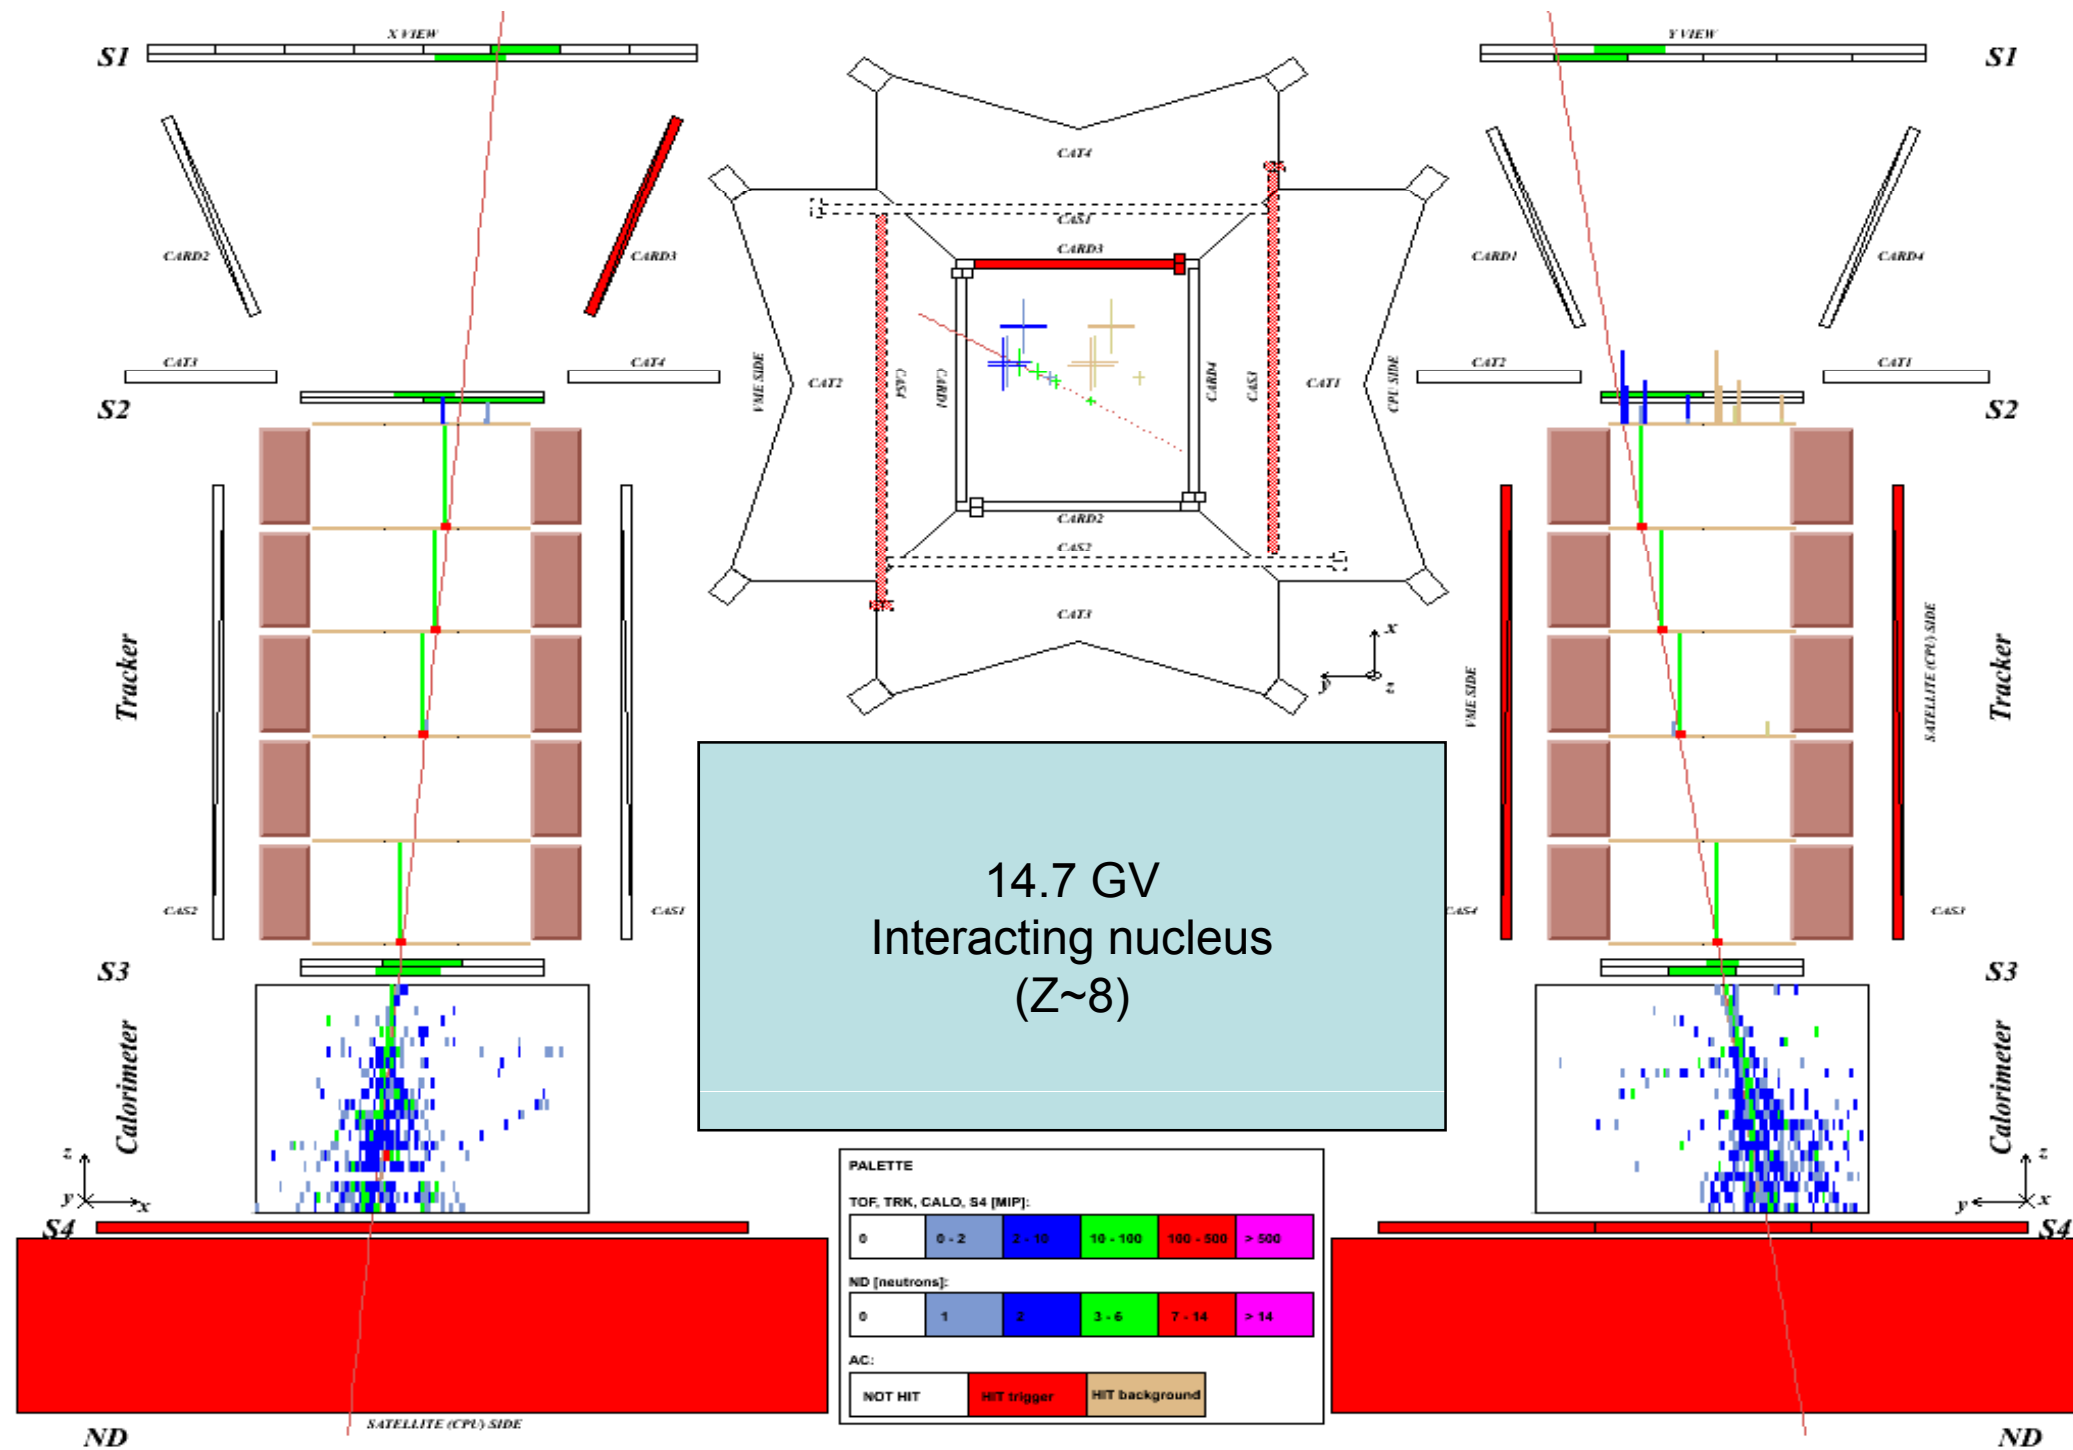 X VIEW
S1
CARD2
CARD3
CAT3
CAT4
S2
Tracker
CAS2
CAS1
S3
Calorimeter
z
y
x
S4
SATELLITE (CPU) SIDE
ND
CAT4
CAS1
CARD3
VME SIDE
CAT2
CAS4
CARD1
CARD4
CAS3
CAT1
CPU SIDE
CARD2
CAS2
CAT3
x
y
z
14.7 GV
Interacting nucleus
(Z~8)
PALETTE
TOF, TRK, CALO, S4 [MIP]:
0 0 - 2 2 - 10 10 - 100 100 - 500 > 500
ND [neutrons]:
0 1 2 3 - 6 7 - 14 > 14
AC:
NOT HIT HIT trigger HIT background
Y VIEW
S1
CARD1
CARD4
CAT2
CAT1
S2
VME SIDE
SATELLITE (CPU) SIDE
Tracker
CAS4
CAS3
S3
Calorimeter
z
y
x
S4
ND